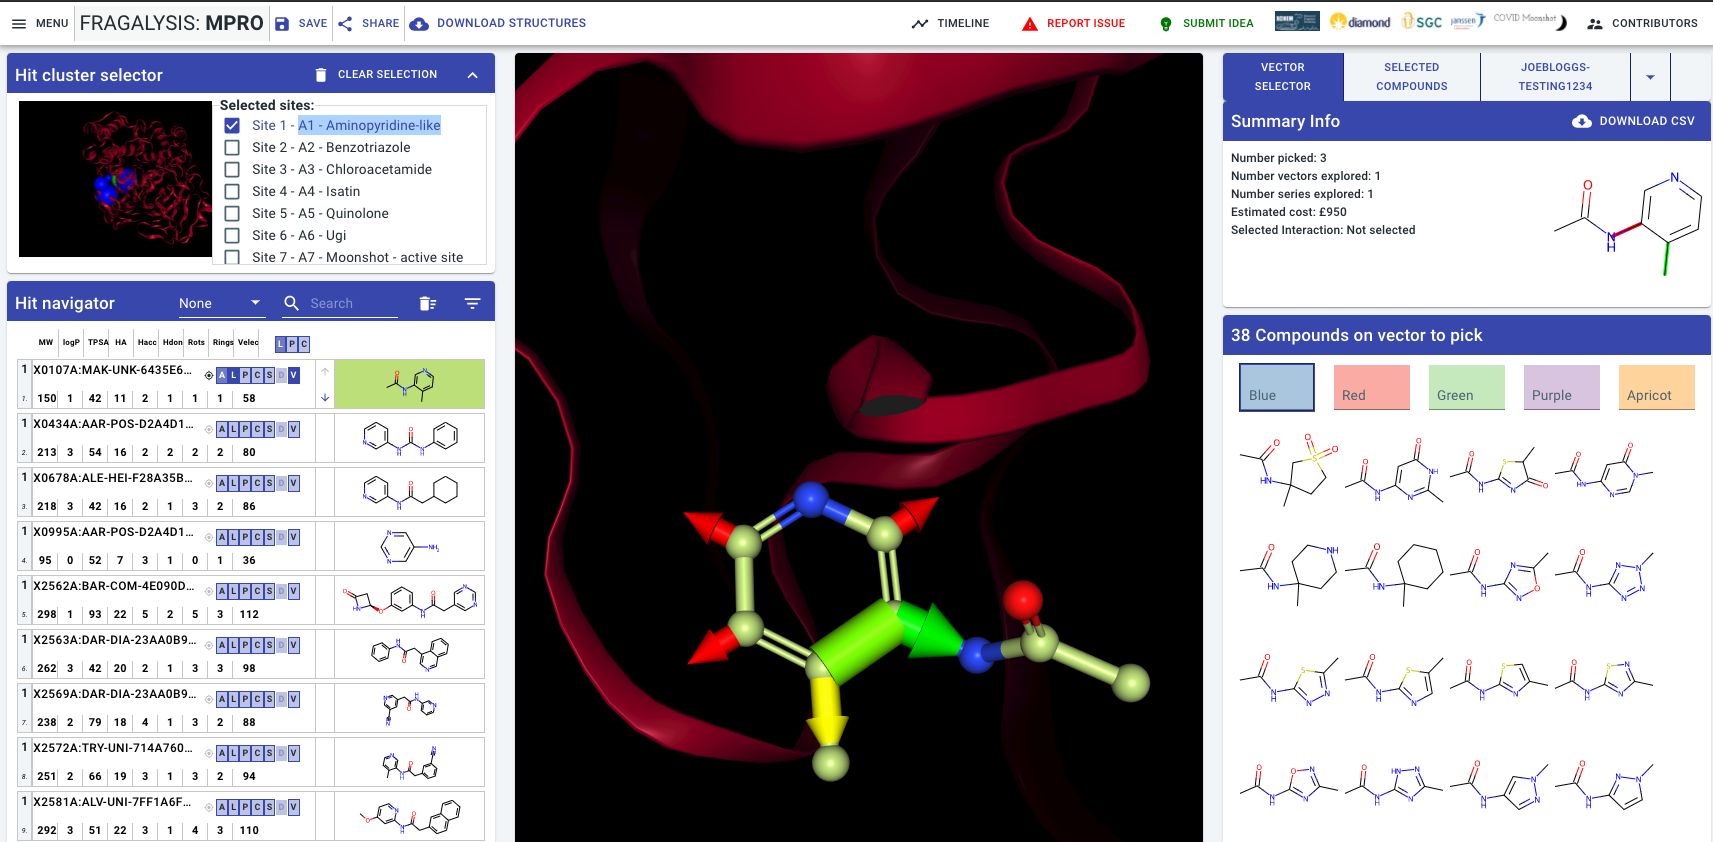 MENU
FRAGALYSIS: MPRO
SAVE
SHARE
DOWNLOAD STRUCTURES
TIMELINE
REPORT ISSUE
SUBMIT IDEA
XCHEM
diamond
SGC
janssen
COVID Moonshot
CONTRIBUTORS
Hit cluster selector
CLEAR SELECTION
Selected sites:
Site 1 - A1 - Aminopyridine-like
Site 2 - A2 - Benzotriazole
Site 3 - A3 - Chloroacetamide
Site 4 - A4 - Isatin
Site 5 - A5 - Quinolone
Site 6 - A6 - Ugi
Site 7 - A7 - Moonshot - active site
Hit navigator
None
Search
MW logP TPSA HA Hacc Hdon Rots Rings Velec L P C
1 X0107A:MAK-UNK-6435E6... A L P C S D V
1. 150 1 42 11 2 1 1 1 58
1 X0434A:AAR-POS-D2A4D1... A L P C S D V
2. 213 3 54 16 2 2 2 2 80
1 X0678A:ALE-HEI-F28A35B... A L P C S D V
3. 218 3 42 16 2 1 3 2 86
1 X0995A:AAR-POS-D2A4D1... A L P C S D V
4. 95 0 52 7 3 1 0 1 36
1 X2562A:BAR-COM-4E090D... A L P C S D V
5. 298 1 93 22 5 2 5 3 112
1 X2563A:DAR-DIA-23AA0B9... A L P C S D V
6. 262 3 42 20 2 1 3 3 98
1 X2569A:DAR-DIA-23AA0B9... A L P C S D V
7. 238 2 79 18 4 1 3 2 88
1 X2572A:TRY-UNI-714A760... A L P C S D V
8. 251 2 66 19 3 1 3 2 94
1 X2581A:ALV-UNI-7FF1A6F... A L P C S D V
9. 292 3 51 22 3 1 4 3 110
VECTOR
SELECTOR
SELECTED
COMPOUNDS
JOEBLOGGS-
TESTING1234
Summary Info
DOWNLOAD CSV
Number picked: 3
Number vectors explored: 1
Number series explored: 1
Estimated cost: £950
Selected Interaction: Not selected
O
N
N
H
38 Compounds on vector to pick
Blue
Red
Green
Purple
Apricot